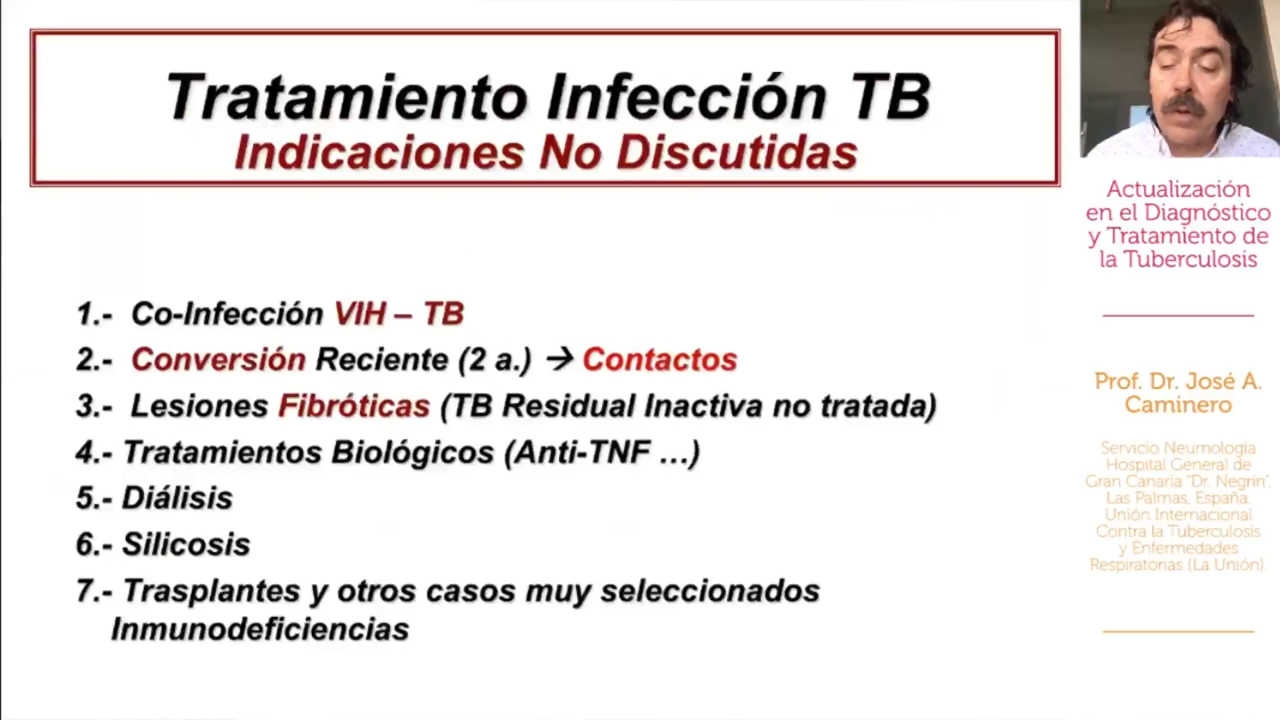 Tratamiento Infección TB
Indicaciones No Discutidas
1.- Co-Infección VIH – TB
2.- Conversión Reciente (2 a.) → Contactos
3.- Lesiones Fibróticas (TB Residual Inactiva no tratada)
4.- Tratamientos Biológicos (Anti-TNF …)
5.- Diálisis
6.- Silicosis
7.- Trasplantes y otros casos muy seleccionados
Inmunodeficiencias
Actualización
en el Diagnóstico
y Tratamiento de
la Tuberculosis
Prof. Dr. José A.
Caminero
Servicio Neumologia
Hospital General de
Gran Canaria "Dr. Negrín".
Las Palmas, España.
Unión Internacional
Contra la Tuberculosis
y Enfermedades
Respiratorias (La Unión).